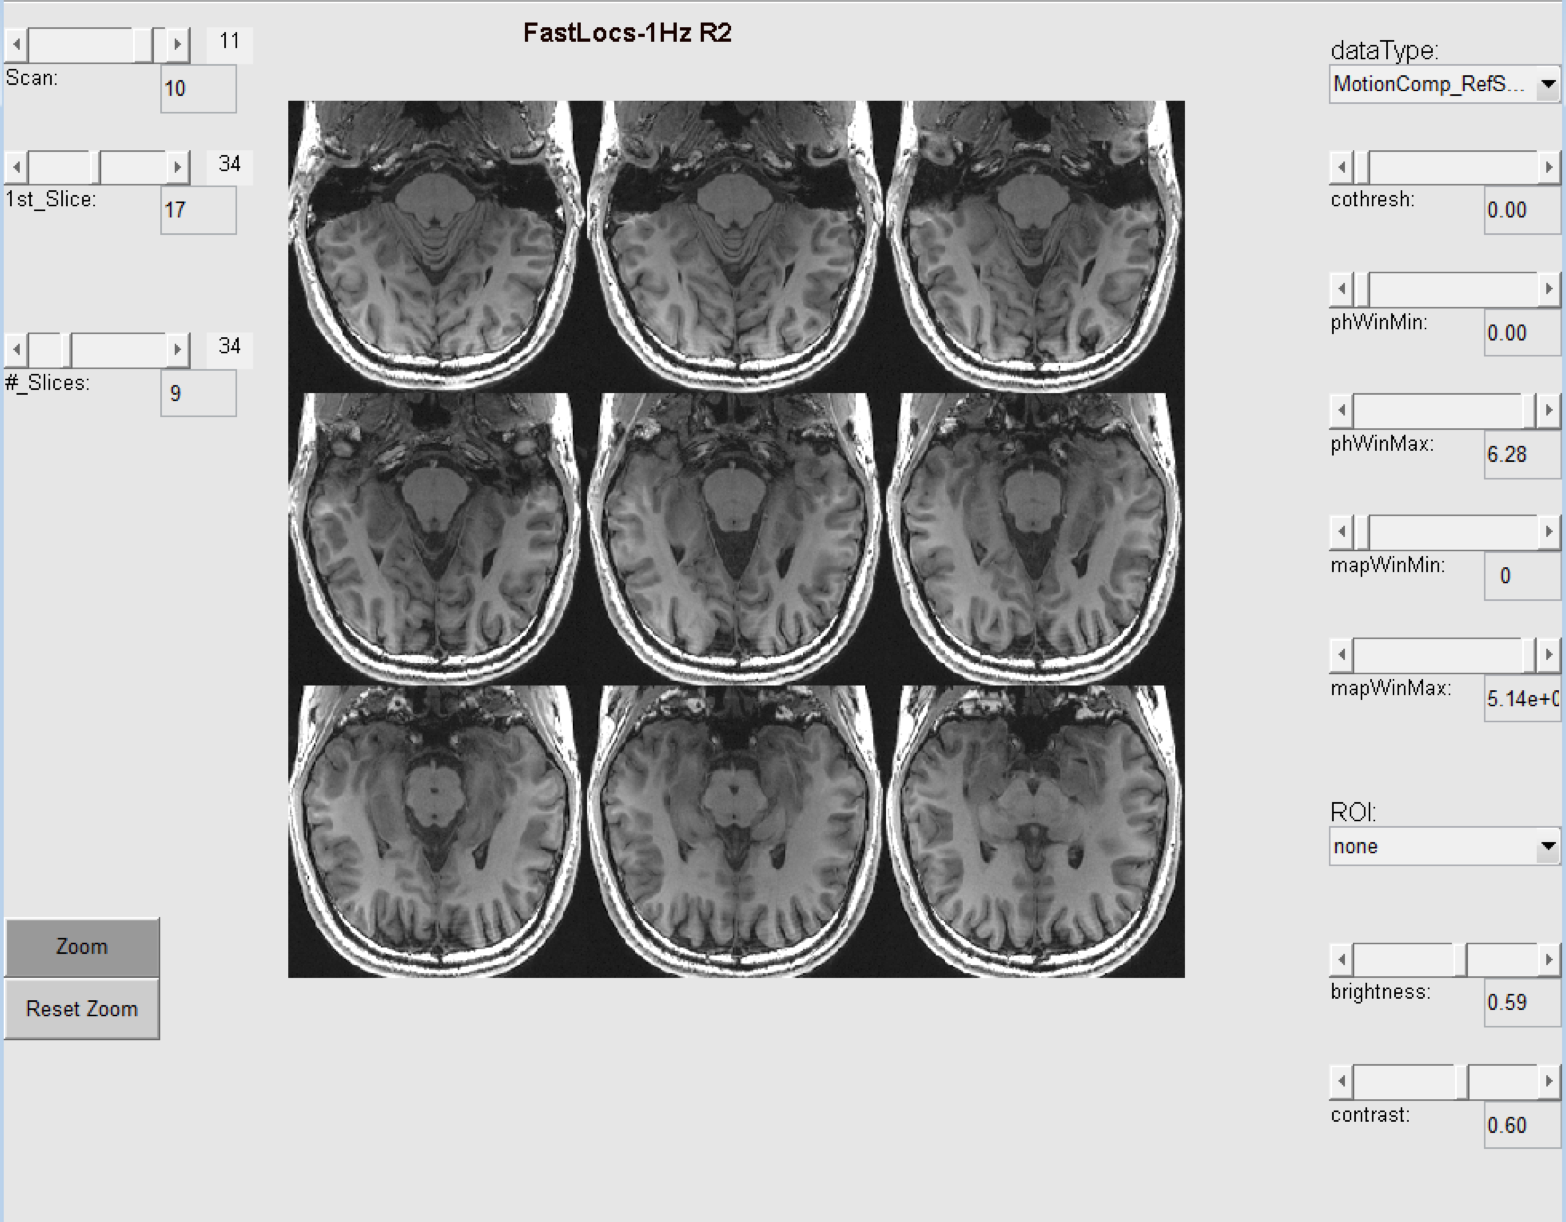 FastLocs-1Hz R2
11
Scan:
10
34
1st_Slice:
17
34
#_Slices:
9
Zoom
Reset Zoom
dataType:
MotionComp_RefS...
cothresh:
0.00
phWinMin:
0.00
phWinMax:
6.28
mapWinMin:
0
mapWinMax:
5.14e+0
ROI:
none
brightness:
0.59
contrast:
0.60